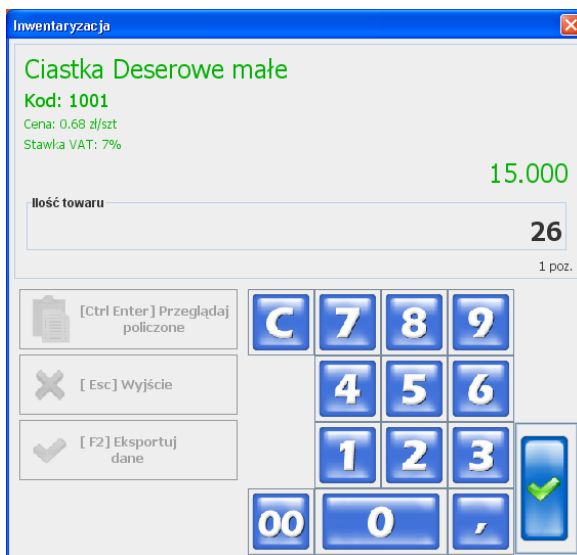 Inwentaryzacja
Ciastka Deserowe małe
Kod: 1001
Cena: 0.68 zł/szt
Stawka VAT: 7%
15.000
Ilość towaru
26
1 poz.
[Ctrl Enter] Przeglądaj
policzone
[ Esc] Wyjście
[ F2] Eksportuj
dane
C 7 8 9
4 5 6
1 2 3
00 0 ,